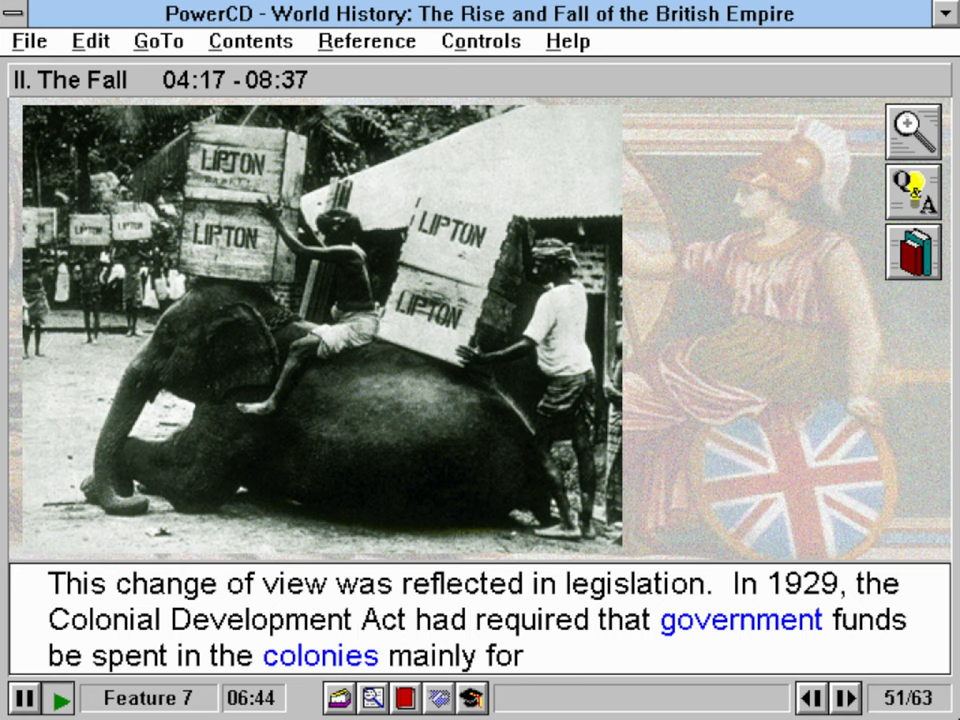 PowerCD - World History: The Rise and Fall of the British Empire
File Edit GoTo Contents Reference Controls Help
II. The Fall 04:17 - 08:37
LIPTON
LIPTON
LIPTON
LIPTON
LIPTON
LIPTON
Q & A
This change of view was reflected in legislation. In 1929, the
Colonial Development Act had required that government funds
be spent in the colonies mainly for
Feature 7 06:44 51/63